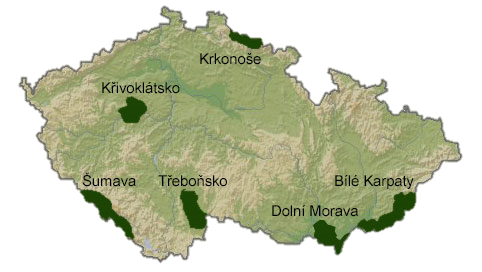 Krkonoše
Křivoklátsko
Šumava
Třeboňsko
Bílé Karpaty
Dolní Morava